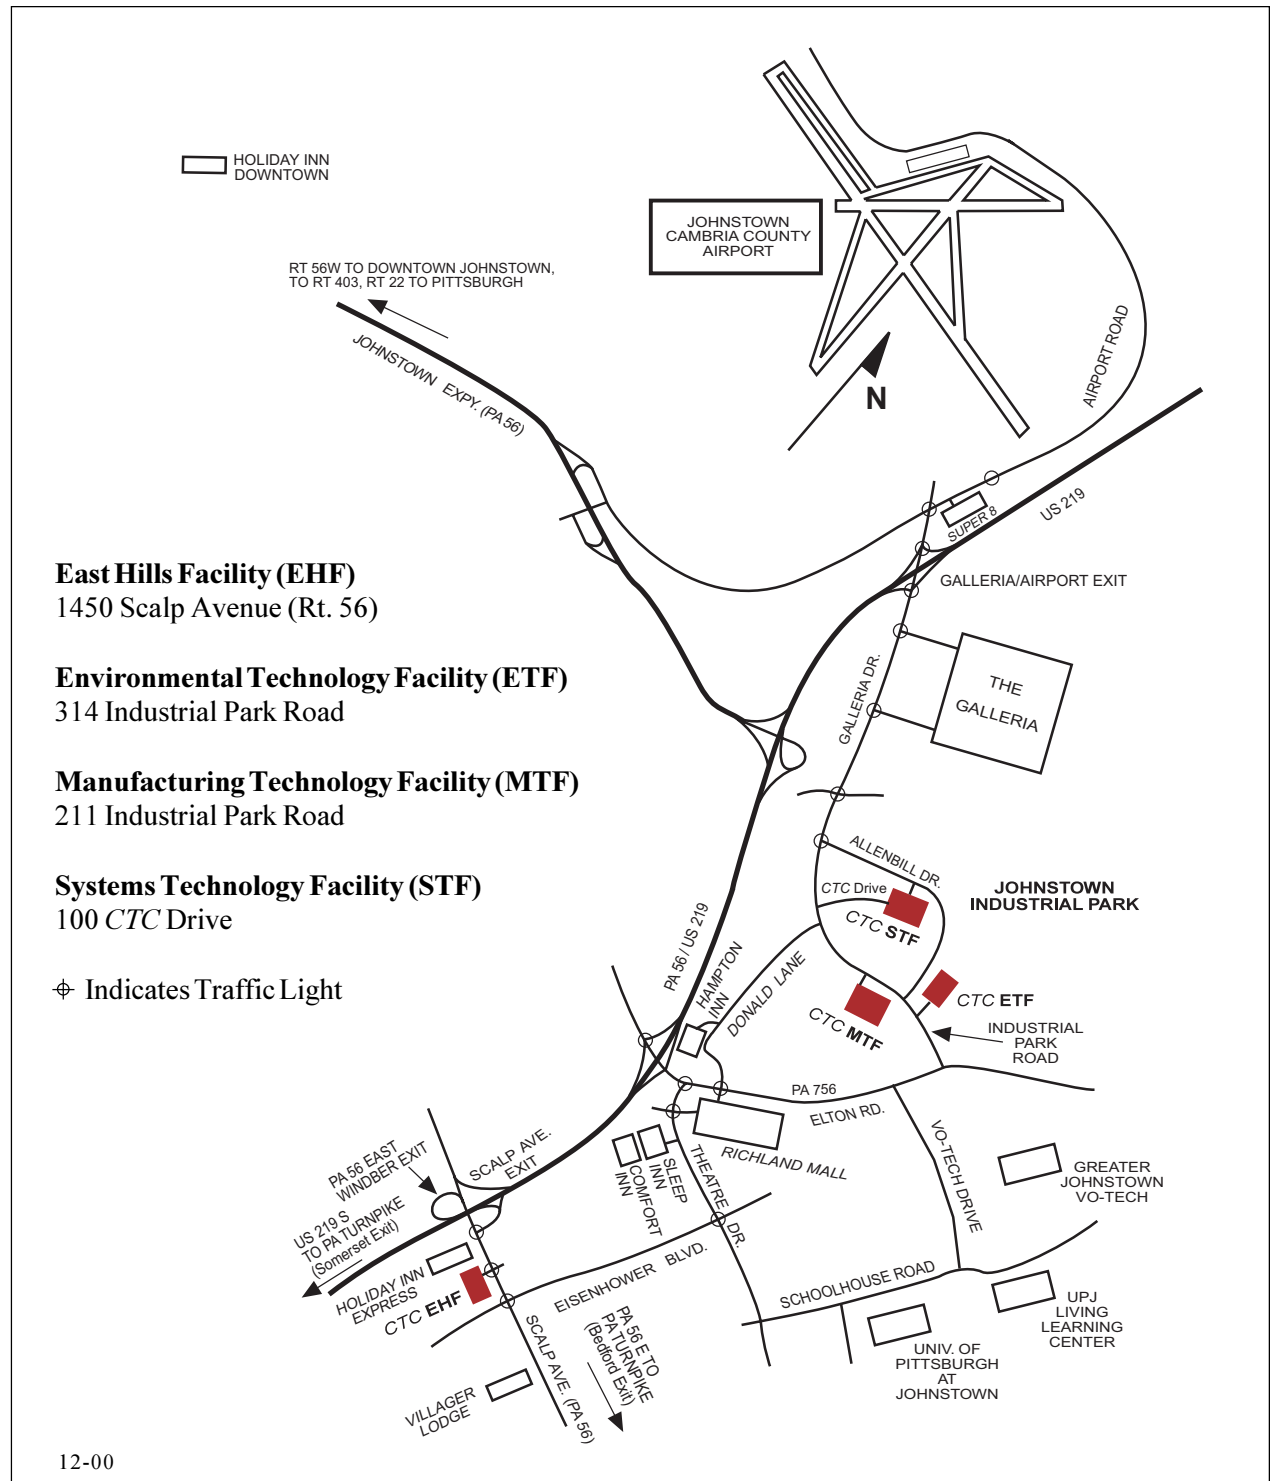 HOLIDAY INN
DOWNTOWN
JOHNSTOWN
CAMBRIA COUNTY
AIRPORT
RT 56W TO DOWNTOWN JOHNSTOWN,
TO RT 403, RT 22 TO PITTSBURGH
JOHNSTOWN EXPY. (PA 56)
AIRPORT ROAD
N
US 219
SUPER 8
GALLERIA/AIRPORT EXIT
East Hills Facility (EHF)
1450 Scalp Avenue (Rt. 56)
Environmental Technology Facility (ETF)
314 Industrial Park Road
Manufacturing Technology Facility (MTF)
211 Industrial Park Road
Systems Technology Facility (STF)
100 CTC Drive
Indicates Traffic Light
GALLERIA DR.
THE
GALLERIA
ALLENBILL DR.
CTC Drive
CTC STF
JOHNSTOWN
INDUSTRIAL PARK
PA 56 / US 219
HAMPTON
INN
DONALD LANE
CTC MTF
CTC ETF
INDUSTRIAL
PARK
ROAD
PA 756
ELTON RD.
RICHLAND MALL
VO-TECH DRIVE
GREATER
JOHNSTOWN
VO-TECH
SCALP AVE.
EXIT
PA 56 EAST
WINDBER EXIT
US 219 S
TO PA TURNPIKE
(Somerset Exit)
COMFORT
INN
SLEEP
INN
THEATRE DR.
HOLIDAY INN
EXPRESS
CTC EHF
EISENHOWER BLVD.
SCHOOLHOUSE ROAD
UPJ
LIVING
LEARNING
CENTER
UNIV. OF
PITTSBURGH
AT
JOHNSTOWN
SCALP AVE. (PA 56)
PA 56 E TO
PA TURNPIKE
(Bedford Exit)
VILLAGER
LODGE
12-00